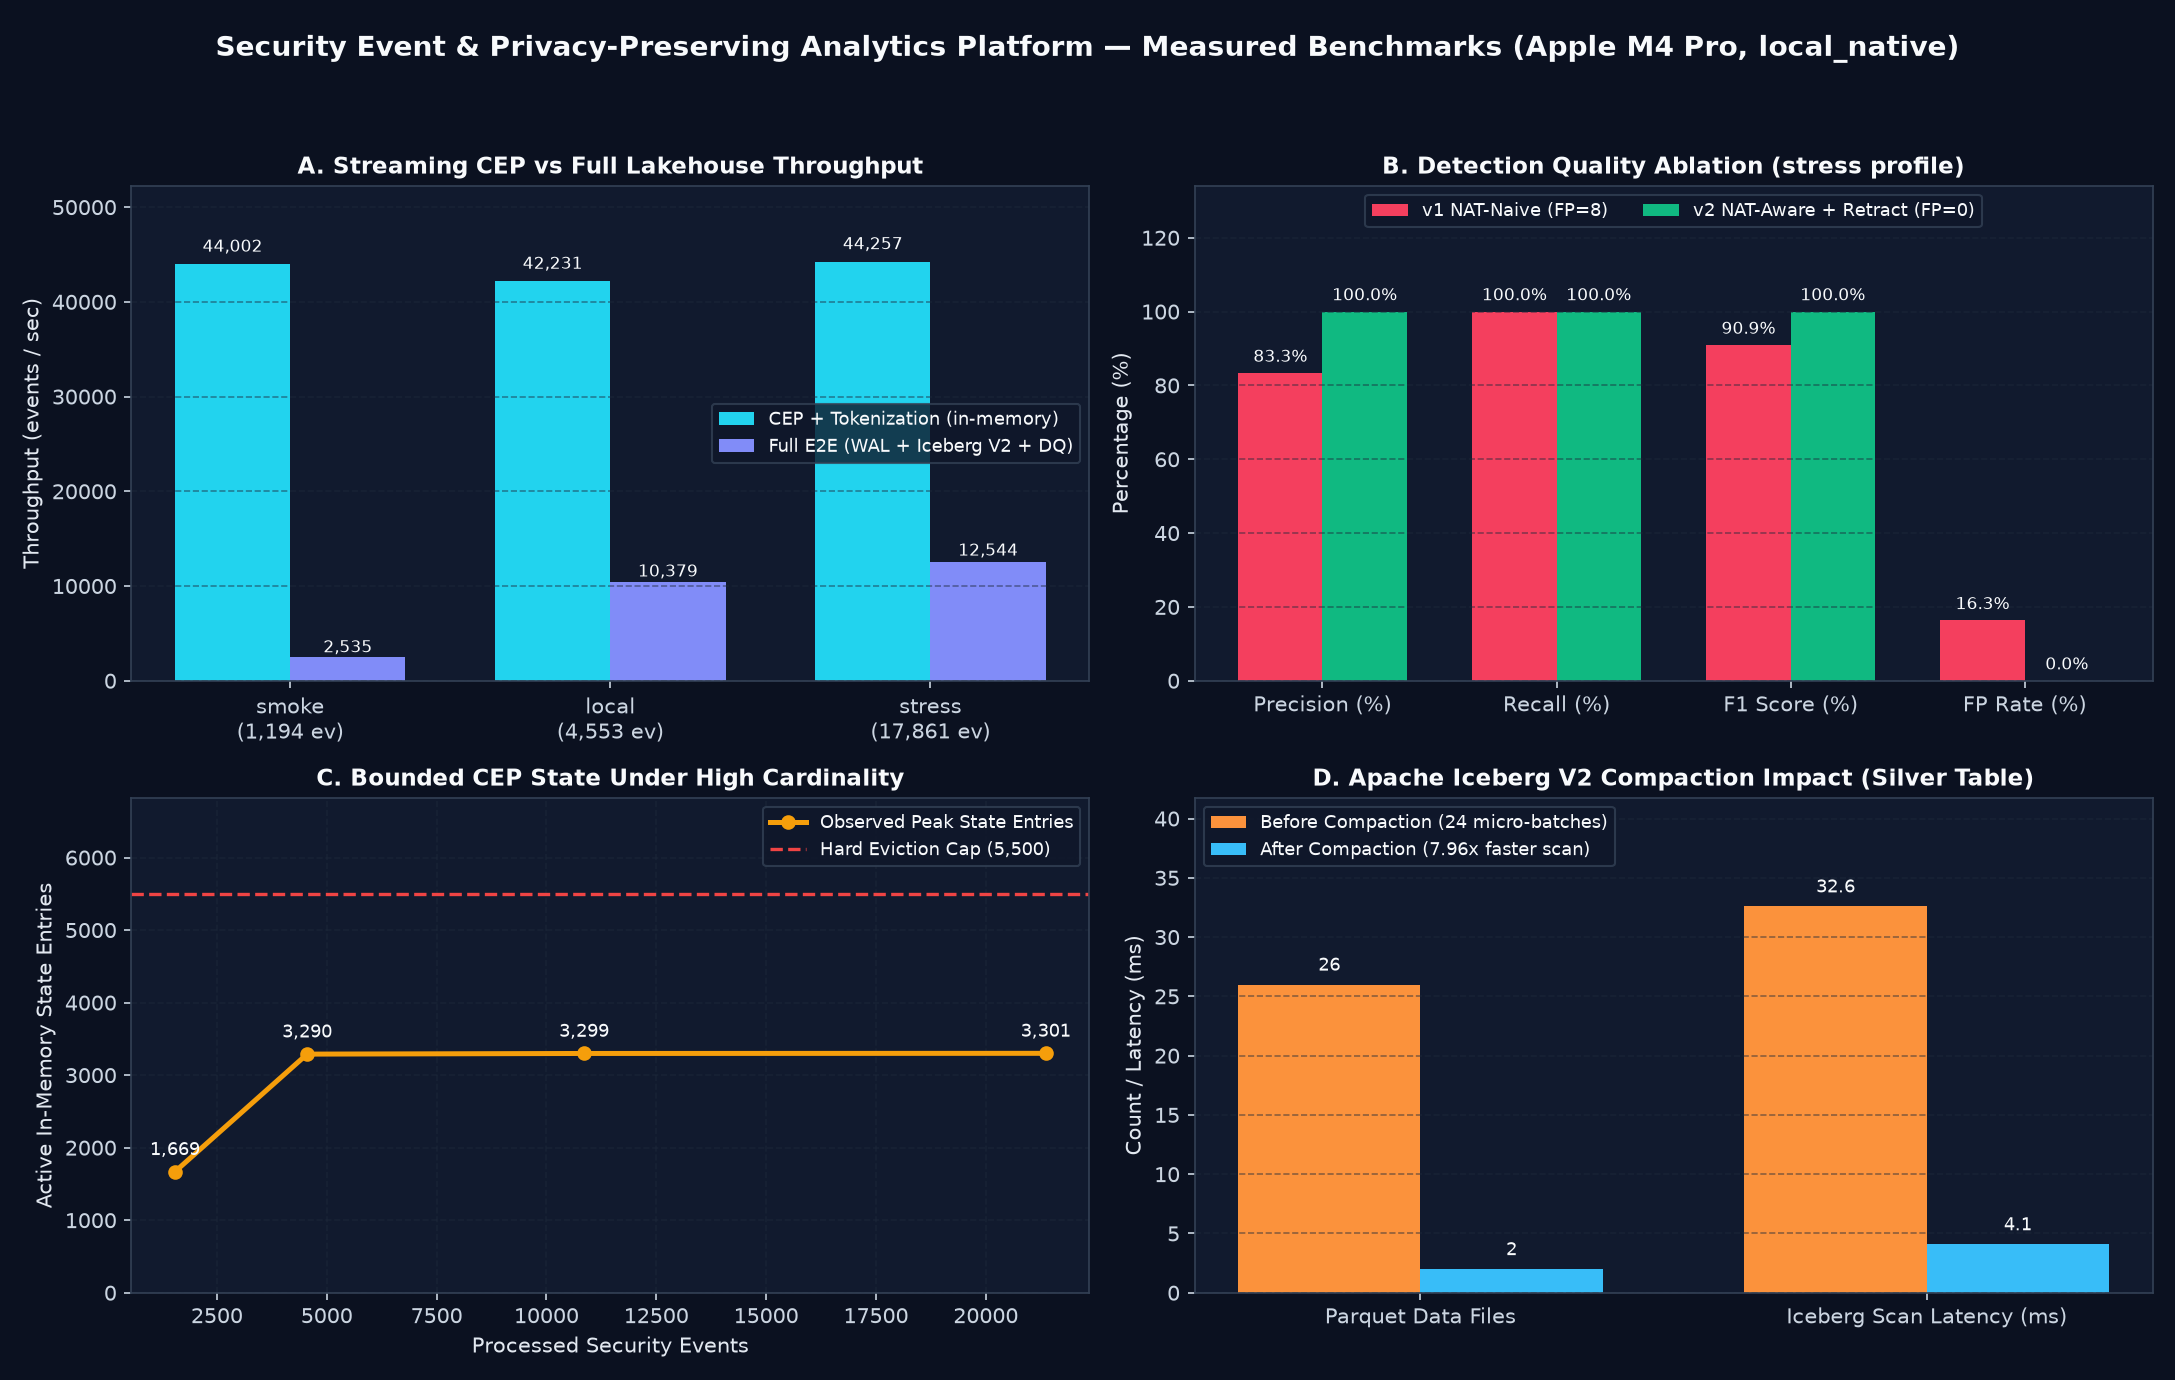 Security Event & Privacy-Preserving Analytics Platform — Measured Benchmarks (Apple M4 Pro, local_native)
A. Streaming CEP vs Full Lakehouse Throughput
Throughput (events / sec)
50000
40000
30000
20000
10000
0
44,002
2,535
42,231
10,379
44,257
12,544
CEP + Tokenization (in-memory)
Full E2E (WAL + Iceberg V2 + DQ)
smoke
(1,194 ev)
local
(4,553 ev)
stress
(17,861 ev)
B. Detection Quality Ablation (stress profile)
v1 NAT-Naive (FP=8)
v2 NAT-Aware + Retract (FP=0)
Percentage (%)
120
100
80
60
40
20
0
83.3%
100.0%
100.0%
100.0%
90.9%
100.0%
16.3%
0.0%
Precision (%)
Recall (%)
F1 Score (%)
FP Rate (%)
C. Bounded CEP State Under High Cardinality
Observed Peak State Entries
Hard Eviction Cap (5,500)
Active In-Memory State Entries
6000
5000
4000
3000
2000
1000
0
1,669
3,290
3,299
3,301
2500
5000
7500
10000
12500
15000
17500
20000
Processed Security Events
D. Apache Iceberg V2 Compaction Impact (Silver Table)
Before Compaction (24 micro-batches)
After Compaction (7.96x faster scan)
Count / Latency (ms)
40
35
30
25
20
15
10
5
0
26
2
32.6
4.1
Parquet Data Files
Iceberg Scan Latency (ms)